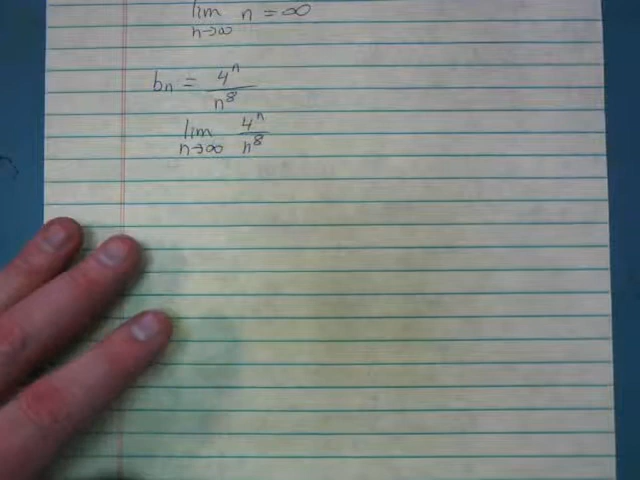 lim n = ∞
n→∞
bn = 4^n / n^8
lim 4^n / n^8
n→∞